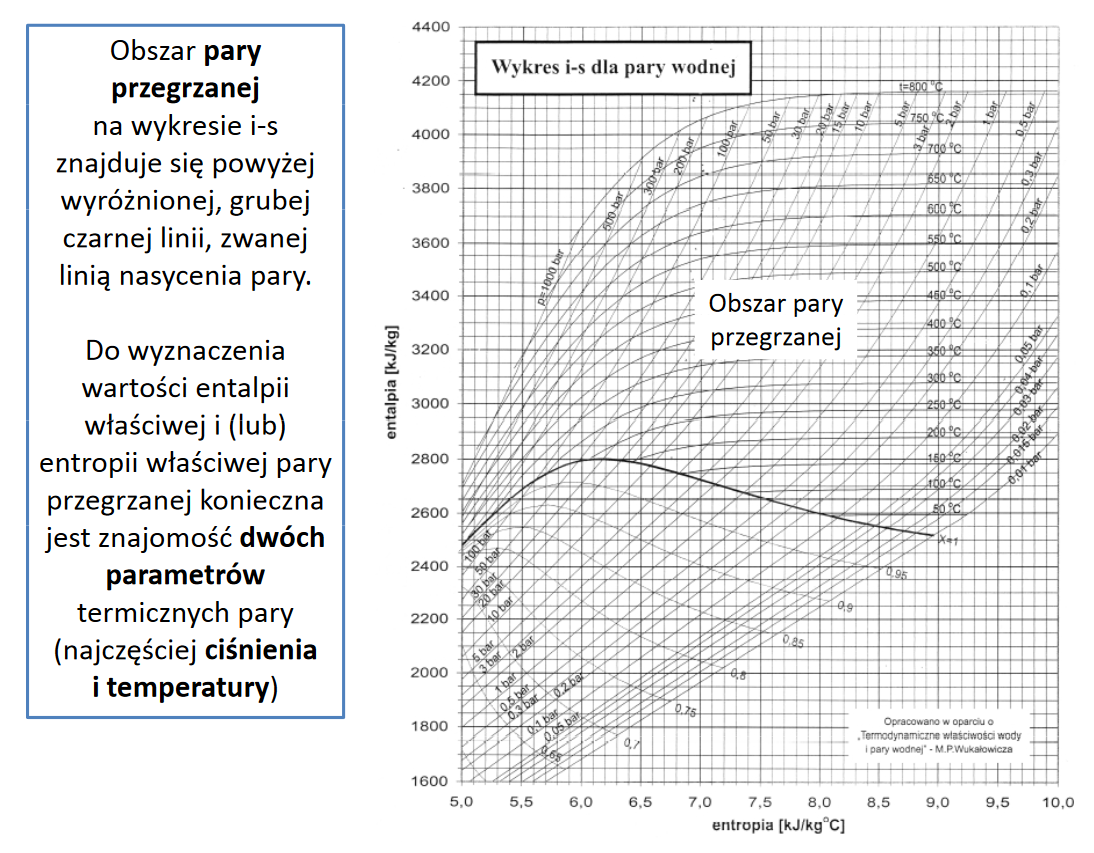 Obszar pary
przegrzanej
na wykresie i-s
znajduje się powyżej
wyróżnionej, grubej
czarnej linii, zwanej
linią nasycenia pary.
Do wyznaczenia
wartości entalpii
właściwej i (lub)
entropii właściwej pary
przegrzanej konieczna
jest znajomość dwóch
parametrów
termicznych pary
(najczęściej ciśnienia
i temperatury)
Wykres i-s dla pary wodnej
entalpia [kJ/kg]
4400
4200
4000
3800
3600
3400
3200
3000
2800
2600
2400
2200
2000
1800
1600
t=800 °C
750 °C
700 °C
650 °C
600 °C
550 °C
500 °C
450 °C
400 °C
350 °C
300 °C
250 °C
200 °C
150 °C
100 °C
50 °C
p=1000 bar
500 bar
300 bar
200 bar
100 bar
50 bar
30 bar
20 bar
15 bar
10 bar
5 bar
3 bar
2 bar
1 bar
0,5 bar
0,3 bar
0,2 bar
0,1 bar
0,05 bar
0,04 bar
0,03 bar
0,02 bar
0,015 bar
0,01 bar
Obszar pary
przegrzanej
X=1
0,95
0,9
0,85
0,8
0,75
0,7
0,65
100 bar
50 bar
30 bar
20 bar
10 bar
5 bar
3 bar
2 bar
1 bar
0,5 bar
0,3 bar
0,2 bar
0,1 bar
0,05 bar
Opracowano w oparciu o
„Termodynamiczne właściwości wody
i pary wodnej" - M.P.Wukałowicza
5,0 5,5 6,0 6,5 7,0 7,5 8,0 8,5 9,0 9,5 10,0
entropia [kJ/kg°C]